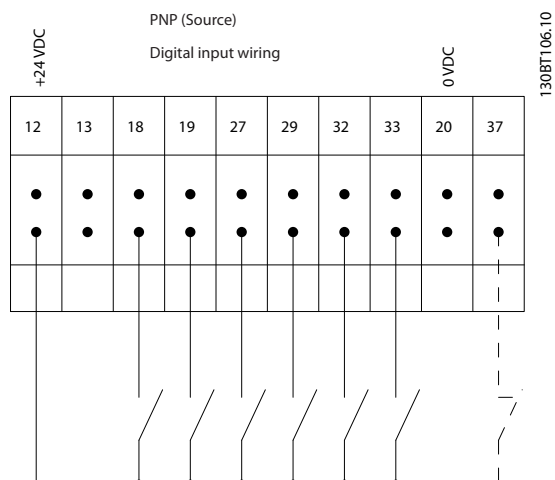 PNP (Source)
Digital input wiring
+24 VDC
0 VDC
130BT106.10
12 13 18 19 27 29 32 33 20 37